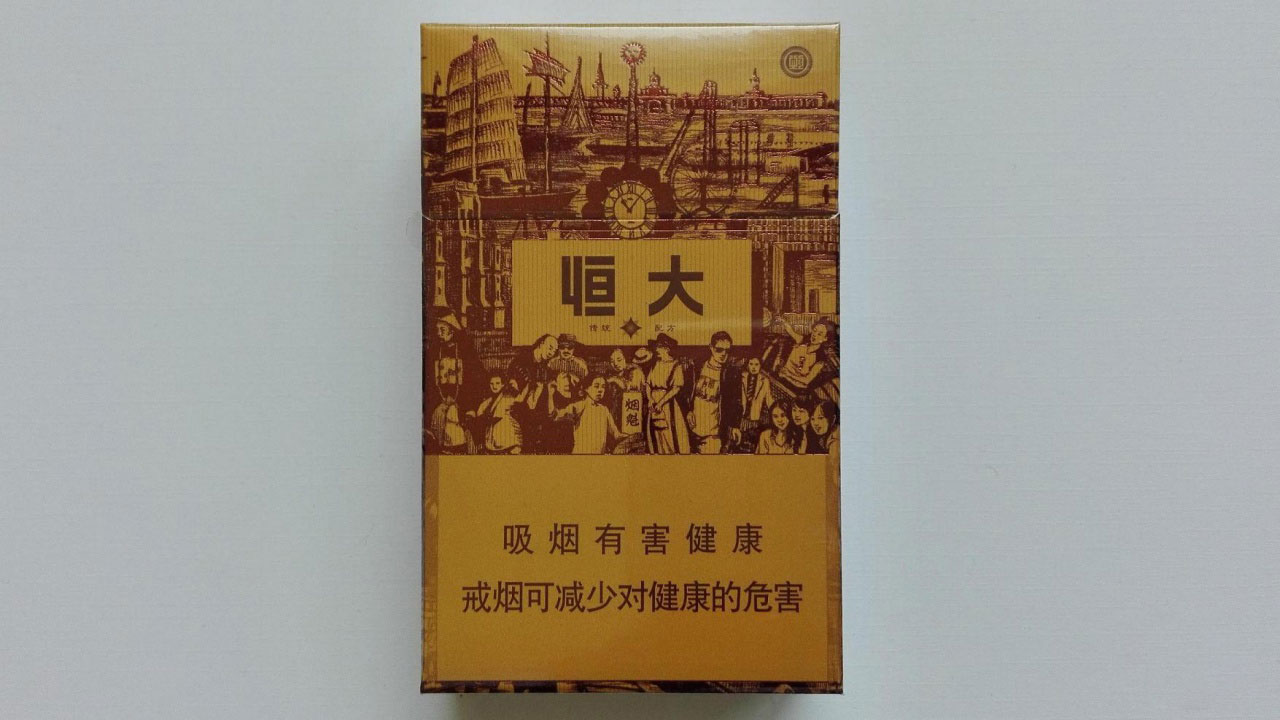 恒大
传统 配方
烟魁
吸烟有害健康
戒烟可减少对健康的危害